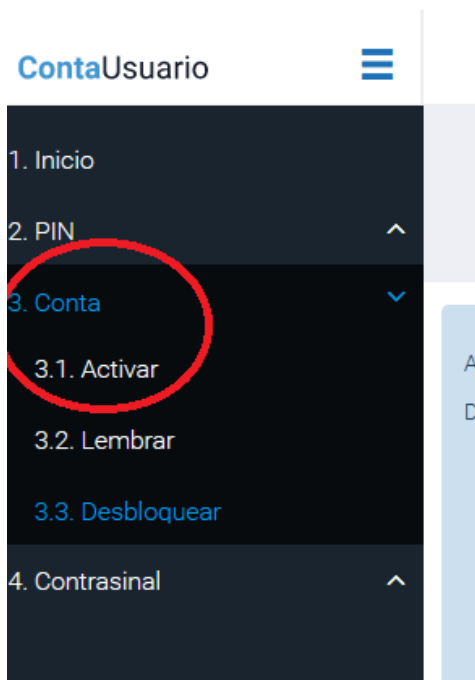 ContaUsuario
1. Inicio
2. PIN
3. Conta
3.1. Activar
3.2. Lembrar
3.3. Desbloquear
4. Contrasinal